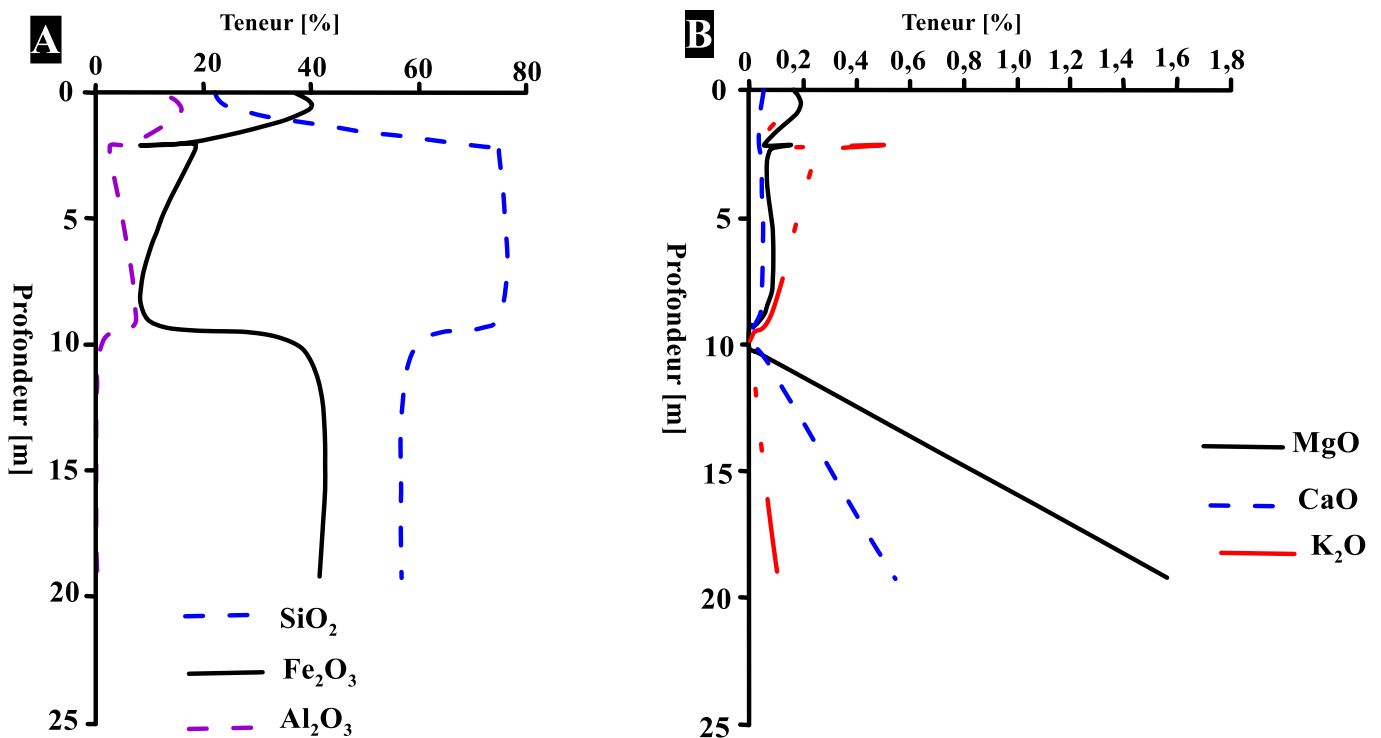 A
Teneur [%]
0 20 40 60 80
0
5
10
15
20
25
Profondeur [m]
SiO₂
Fe₂O₃
Al₂O₃
B
Teneur [%]
0 0,2 0,4 0,6 0,8 1,0 1,2 1,4 1,6 1,8
0
5
10
15
20
25
Profondeur [m]
MgO
CaO
K₂O